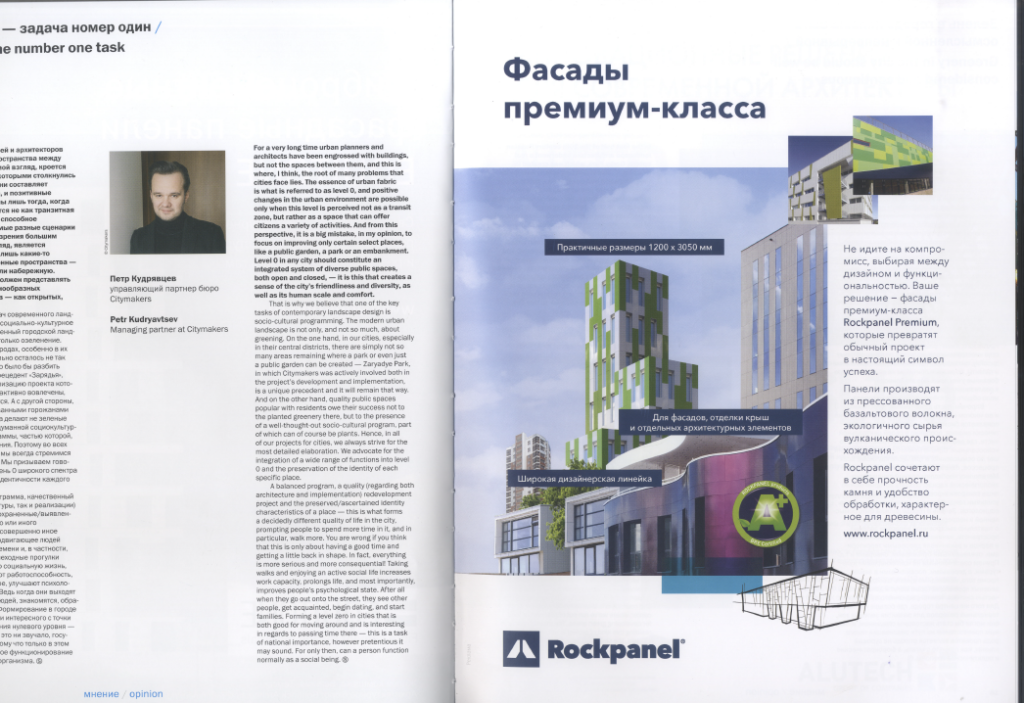 — задача номер один /
e number one task
ей и архитекторов
остранства между
ой взгляд, кроется
которыми столкнулись
ни составляет
, и позитивные
ы лишь тогда, когда
тся не как транзитная
способное
мые разные сценарии
зрения большим
ляд, является
лишь какие-то
нные пространства —
ли набережную.
олжен представлять
нообразных
а — как открытых,
ач современного ланд-
социально-культурное
енный городской ланд-
только озеленение.
родах, особенно в их
льно осталось не так
о было бы разбить
рецедент «Зарядья»,
лизацию проекта кото-
активно вовлечены,
ся. А с другой стороны,
анными горожанами
а делают не зеленые
думанной социокультур-
аммы, частью которой,
ния. Поэтому во всех
мы всегда стремимся
Мы призываем гово-
ень 0 широкого спектра
дентичности каждого
грамма, качественный
туры, так и реализации)
охраненные/выявлен-
о или иного
совершенно иное
одвигающее людей
емени и, в частности,
еходные прогулки
ю социальную жизнь,
от работоспособность,
е, улучшают психоло-
Ведь когда они выходят
юдей, знакомятся, обра-
Формирование в городе
и интересного с точки
ния нулевого уровня —
это ни звучало, госу-
ому что только в этом
ое функционирование
организма.
Петр Кудрявцев
управляющий партнер бюро
Citymakers
Petr Kudryavtsev
Managing partner at Citymakers
For a very long time urban planners and
architects have been engrossed with buildings,
but not the spaces between them, and this is
where, I think, the root of many problems that
cities face lies. The essence of urban fabric
is what is referred to as level 0, and positive
changes in the urban environment are possible
only when this level is perceived not as a transit
zone, but rather as a space that can offer
citizens a variety of activities. And from this
perspective, it is a big mistake, in my opinion, to
focus on improving only certain select places,
like a public garden, a park or an embankment.
Level 0 in any city should constitute an
integrated system of diverse public spaces,
both open and closed, — it is this that creates a
sense of the city's friendliness and diversity, as
well as its human scale and comfort.
That is why we believe that one of the key
tasks of contemporary landscape design is
socio-cultural programming. The modern urban
landscape is not only, and not so much, about
greening. On the one hand, in our cities, especially
in their central districts, there are simply not so
many areas remaining where a park or even just
a public garden can be created — Zaryadye Park,
in which Citymakers was actively involved both in
the project's development and implementation,
is a unique precedent and it will remain that way.
And on the other hand, quality public spaces
popular with residents owe their success not to
the planted greenery there, but to the presence
of a well-thought-out socio-cultural program, part
of which can of course be plants. Hence, in all
of our projects for cities, we always strive for the
most detailed elaboration. We advocate for the
integration of a wide range of functions into level
0 and the preservation of the identity of each
specific place.
A balanced program, a quality (regarding both
architecture and implementation) redevelopment
project and the preserved/ascertained identity
characteristics of a place — this is what forms
a decidedly different quality of life in the city,
prompting people to spend more time in it, and in
particular, walk more. You are wrong if you think
that this is only about having a good time and
getting a little back in shape. In fact, everything
is more serious and more consequential! Taking
walks and enjoying an active social life increases
work capacity, prolongs life, and most importantly,
improves people's psychological state. After all
when they go out onto the street, they see other
people, get acquainted, begin dating, and start
families. Forming a level zero in cities that is
both good for moving around and is interesting
in regards to passing time there — this is a task
of national importance, however pretentious it
may sound. For only then, can a person function
normally as a social being.
мнение / opinion
Фасады
премиум-класса
Практичные размеры 1200 х 3050 мм
Для фасадов, отделки крыш
и отдельных архитектурных элементов
Широкая дизайнерская линейка
A+
Не идите на компро-
мисс, выбирая между
дизайном и функци-
ональностью. Ваше
решение – фасады
премиум-класса
Rockpanel Premium,
которые превратят
обычный проект
в настоящий символ
успеха.
Панели производят
из прессованного
базальтового волокна,
экологичного сырья
вулканического проис-
хождения.
Rockpanel сочетают
в себе прочность
камня и удобство
обработки, характер-
ное для древесины.
www.rockpanel.ru
Rockpanel®